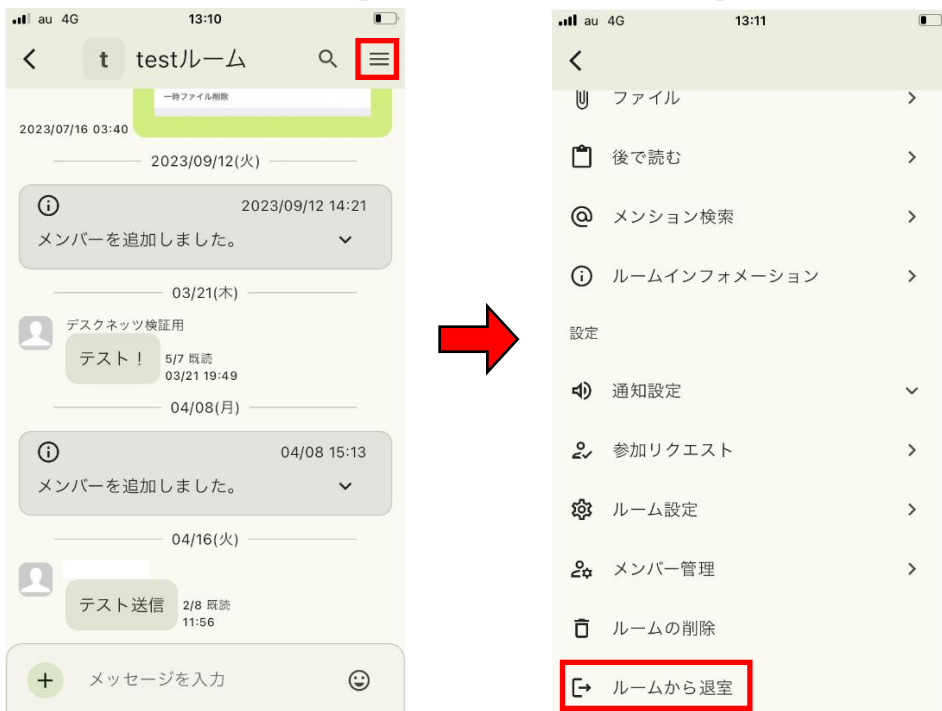 au 4G 13:10
t testルーム
一時ファイル削除
2023/07/16 03:40
2023/09/12(火)
2023/09/12 14:21
メンバーを追加しました。
03/21(木)
デスクネッツ検証用
テスト！ 5/7 既読
03/21 19:49
04/08(月)
04/08 15:13
メンバーを追加しました。
04/16(火)
テスト送信 2/8 既読
11:56
+ メッセージを入力
au 4G 13:11
ファイル
後で読む
メンション検索
ルームインフォメーション
設定
通知設定
参加リクエスト
ルーム設定
メンバー管理
ルームの削除
ルームから退室